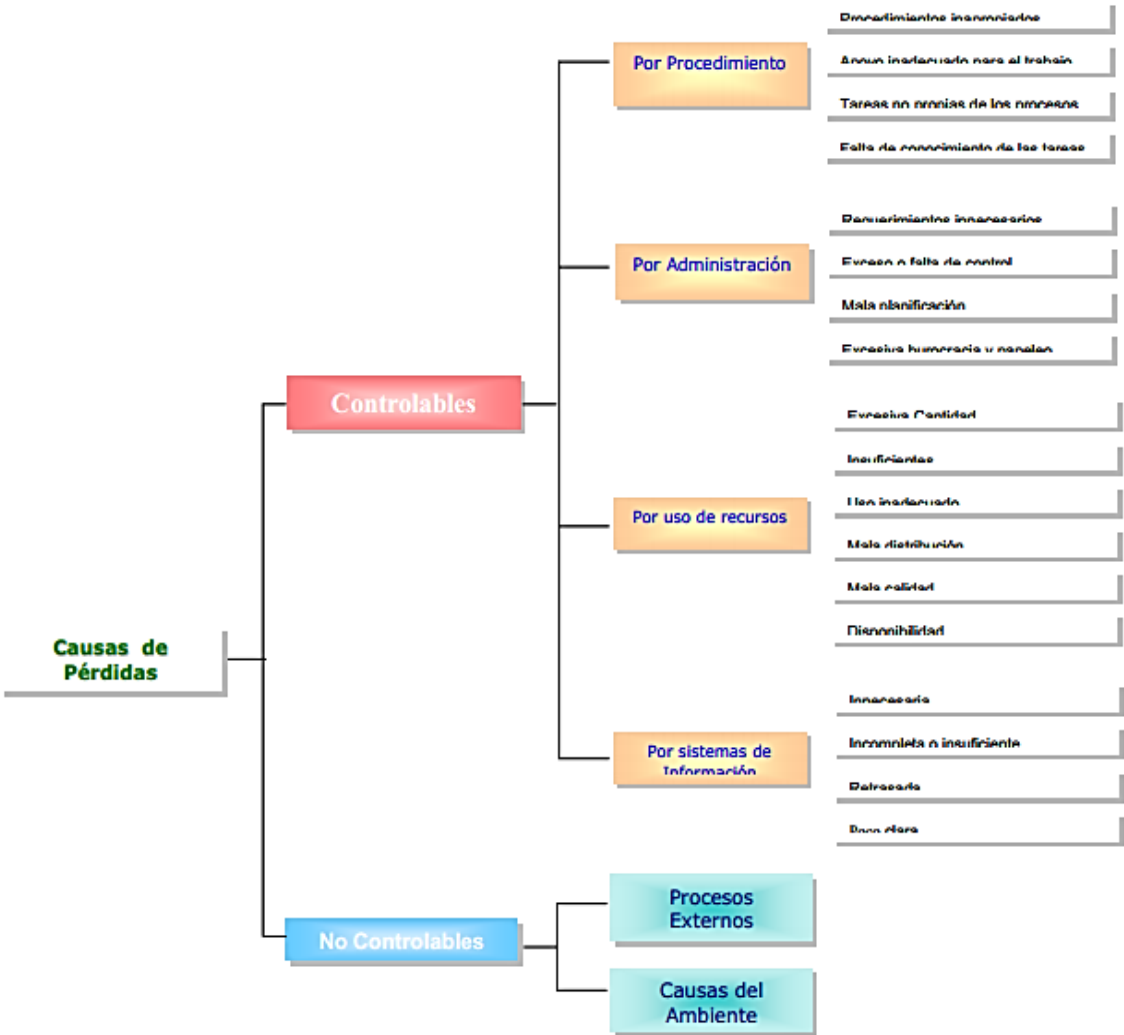 Causas de
Pérdidas
Controlables
Por Procedimiento
Procedimientos inapropiados
Apoyo inadecuado para el trabajo
Tareas no propias de los procesos
Falta de conocimiento de las tareas
Por Administración
Requerimientos innecesarios
Exceso o falta de control
Mala planificación
Excesiva burocracia y papeleo
Por uso de recursos
Excesiva Cantidad
Insuficientes
Uso inadecuado
Mala distribución
Mala calidad
Disponibilidad
Por sistemas de
Información
Innecesaria
Incompleta o insuficiente
Retrasada
Poco clara
No Controlables
Procesos
Externos
Causas del
Ambiente